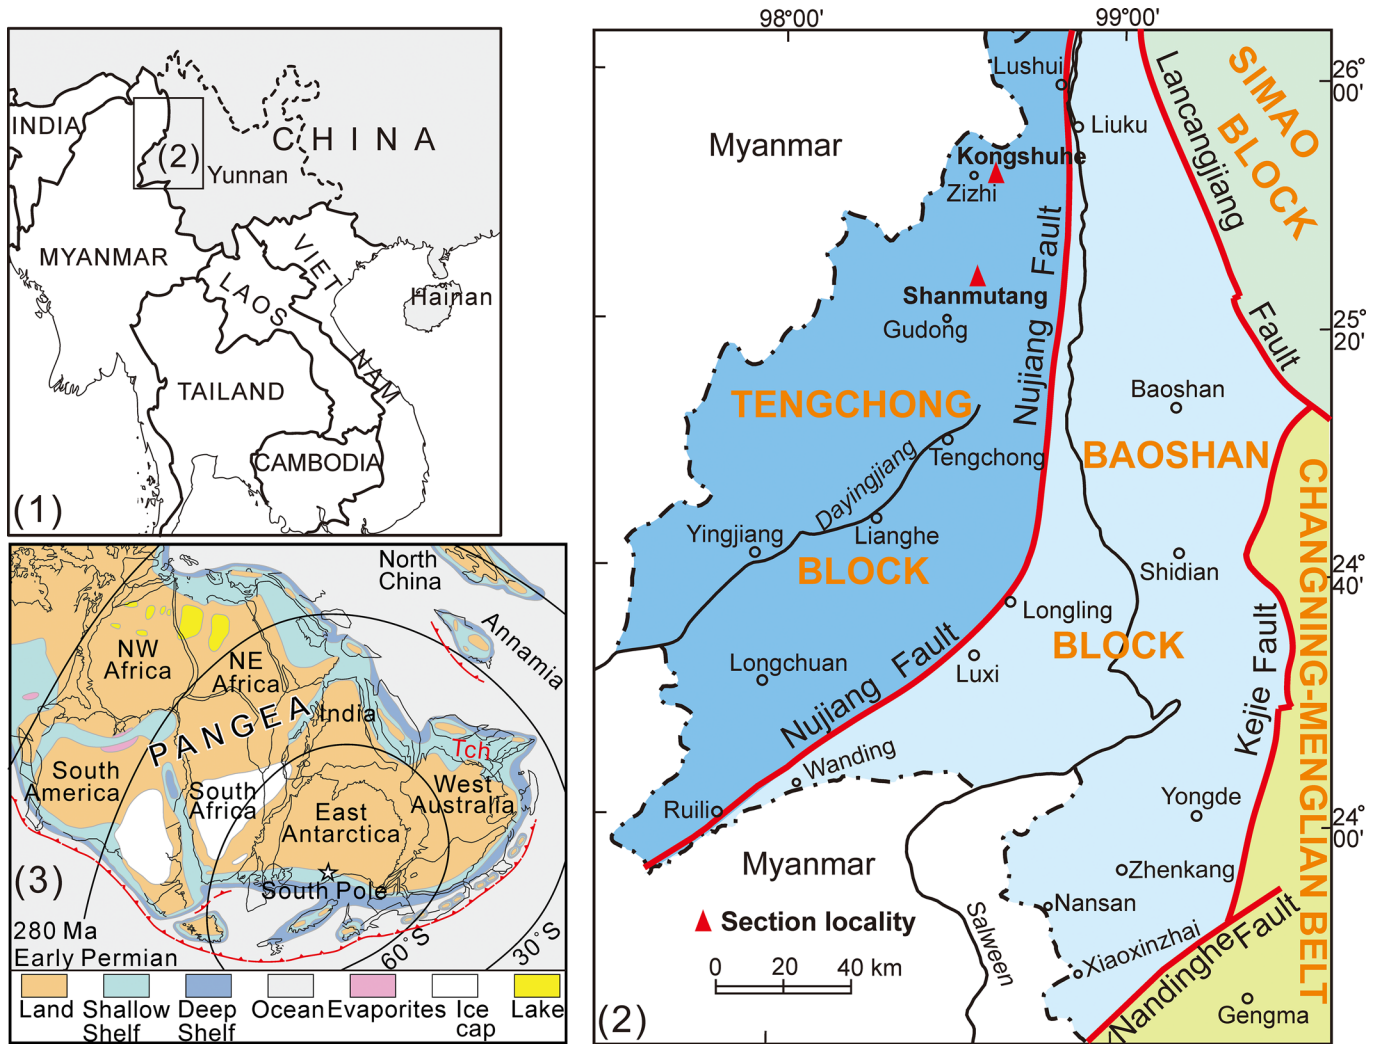 INDIA
CHINA
(2)
Yunnan
MYANMAR
VIET
NAM
LAOS
Hainan
TAILAND
CAMBODIA
(1)
98°00'
99°00'
26°
00'
25°
20'
24°
40'
24°
00'
Lushui
Liuku
Myanmar
Kongshuhe
Zizhi
Shanmutang
Gudong
Nujiang Fault
Lancangjiang
Fault
SIMAO
BLOCK
TENGCHONG
Baoshan
BAOSHAN
Tengchong
Dayingjiang
Yingjiang
Lianghe
BLOCK
Shidian
Longling
BLOCK
Luxi
Longchuan
Nujiang Fault
Kejie Fault
CHANGNING-MENGLIAN BELT
Wanding
Ruili
Yongde
Myanmar
Zhenkang
Nansan
Section locality
Salween
Xiaoxinzhai
Nandinghe Fault
Gengma
0 20 40 km
(2)
North
China
Annamia
NW
Africa
NE
Africa
PANGEA
India
Tch
South
America
South
Africa
West
Australia
East
Antarctica
(3)
South Pole
280 Ma
Early Permian
60°S
30°S
Land
Shallow
Shelf
Deep
Shelf
Ocean
Evaporites
Ice
cap
Lake